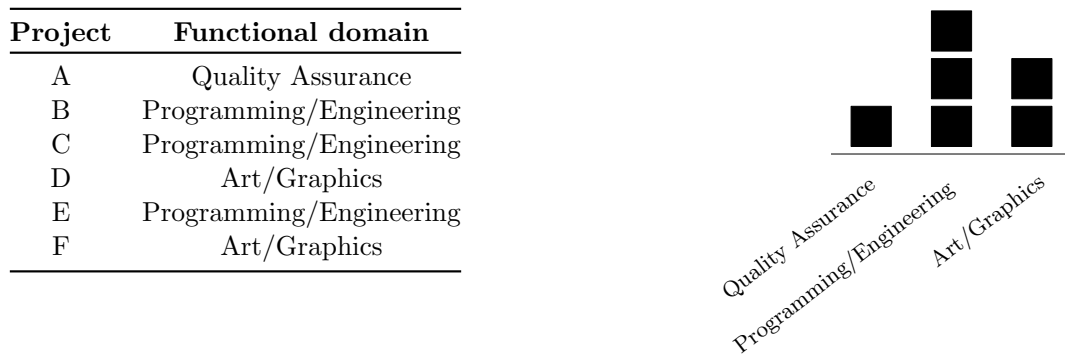 Project Functional domain
A Quality Assurance
B Programming/Engineering
C Programming/Engineering
D Art/Graphics
E Programming/Engineering
F Art/Graphics
Quality Assurance
Programming/Engineering
Art/Graphics